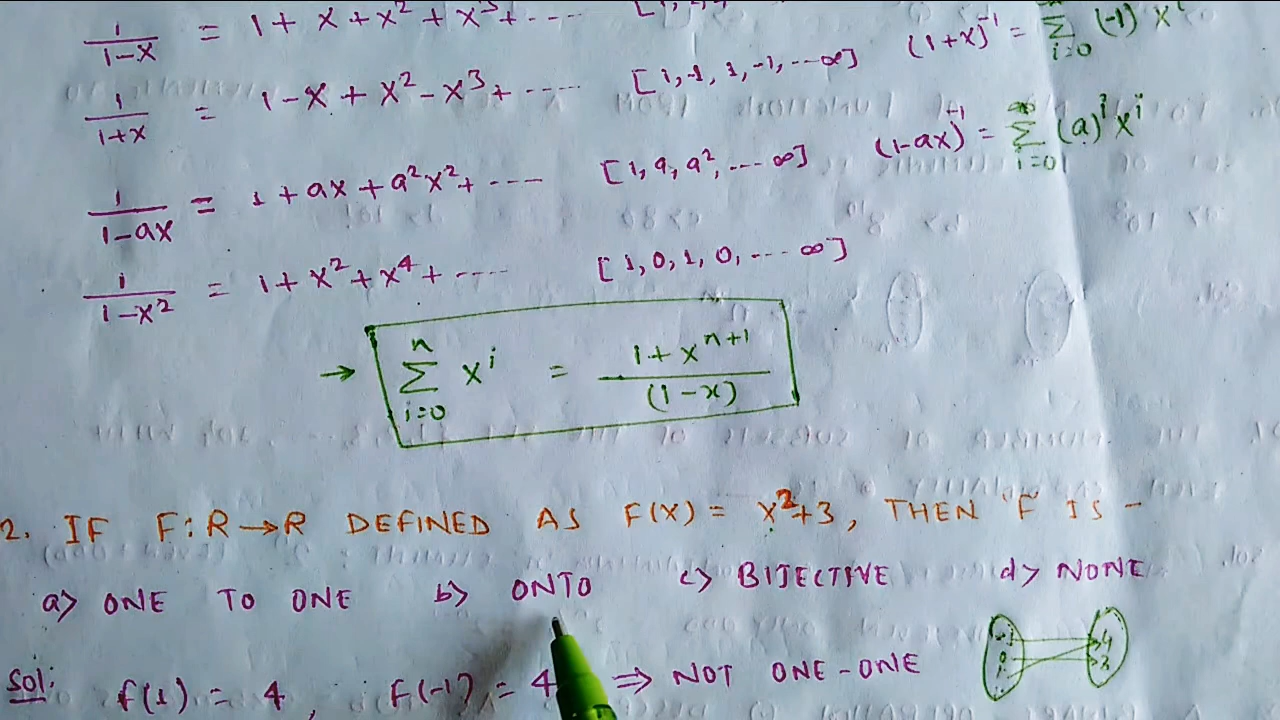 1/(1-x) = 1 + x + x² + x³ + ....
1/(1+x) = 1 - x + x² - x³ + .... [1, -1, 1, -1, ... ∞] (1+x)⁻¹ = Σ i=0
1/(1-ax) = 1 + ax + a²x² + .... [1, a, a², .... ∞] (1-ax)⁻¹ = ∞ Σ i=0 (a)ⁱ xⁱ
1/(1-x²) = 1 + x² + x⁴ + .... [1, 0, 1, 0, ... ∞]
→ n Σ i=0 xⁱ = (1 + xⁿ⁺¹)/(1-x)
2. IF F:R→R DEFINED AS F(X) = X²+3, THEN 'F' IS -
a> ONE TO ONE b> ONTO c> BIJECTIVE d> NONE
Sol: f(1) = 4, F(-1) = 4 ⇒ NOT ONE-ONE